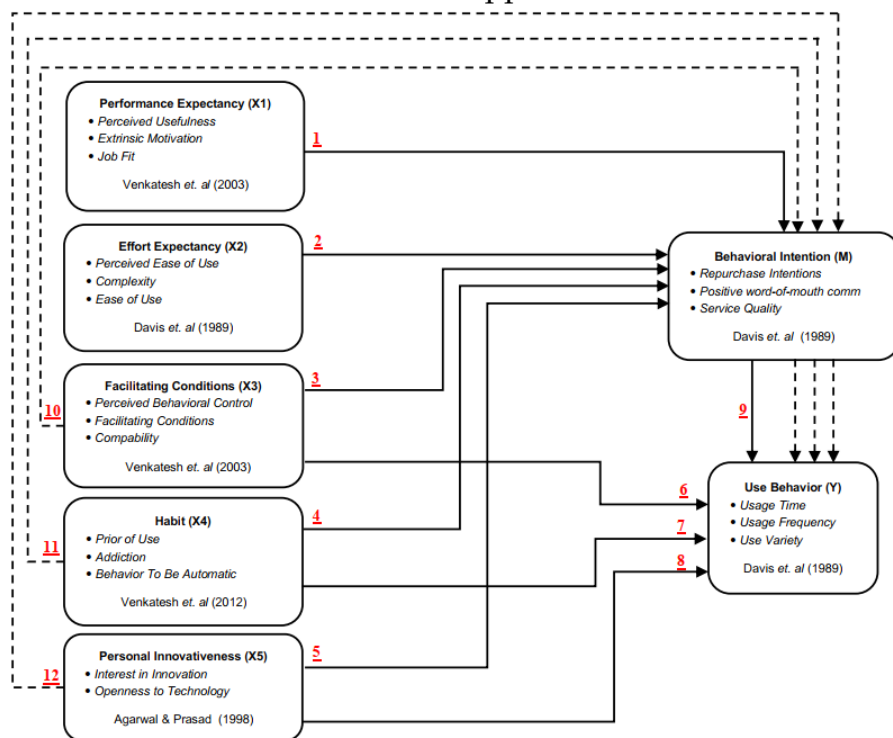 Performance Expectancy (X1)
• Perceived Usefulness
• Extrinsic Motivation
• Job Fit
Venkatesh et. al (2003)
1
Effort Expectancy (X2)
• Perceived Ease of Use
• Complexity
• Ease of Use
Davis et. al (1989)
2
Facilitating Conditions (X3)
• Perceived Behavioral Control
• Facilitating Conditions
• Compability
Venkatesh et. al (2003)
3
10
Habit (X4)
• Prior of Use
• Addiction
• Behavior To Be Automatic
Venkatesh et. al (2012)
4
11
Personal Innovativeness (X5)
• Interest in Innovation
• Openness to Technology
Agarwal & Prasad (1998)
5
12
Behavioral Intention (M)
• Repurchase Intentions
• Positive word-of-mouth comm
• Service Quality
Davis et. al (1989)
9
6
7
8
Use Behavior (Y)
• Usage Time
• Usage Frequency
• Use Variety
Davis et. al (1989)